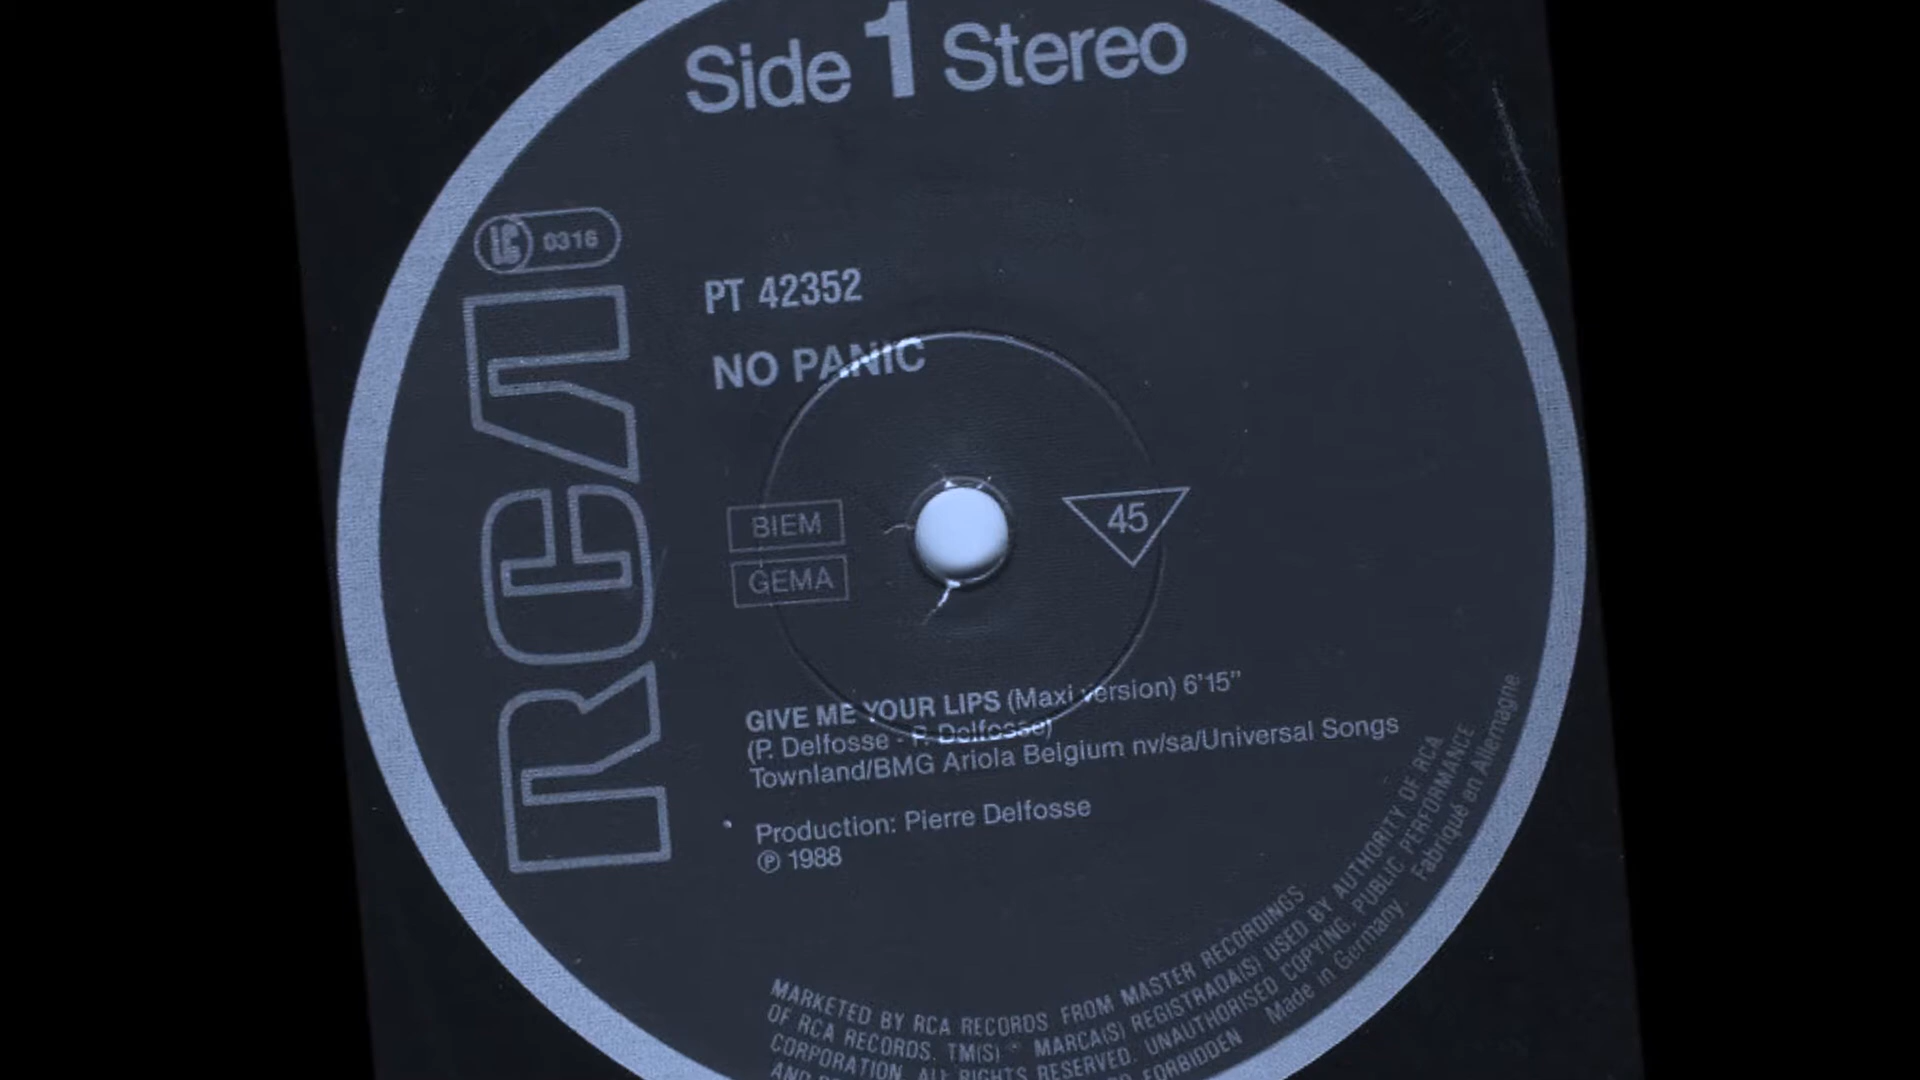 Side 1 Stereo
LC 0316
RCA
PT 42352
NO PANIC
BIEM
GEMA
45
GIVE ME YOUR LIPS (Maxi version) 6'15"
(P. Delfosse - P. Delfosse)
Townland/BMG Ariola Belgium nv/sa/Universal Songs
Production: Pierre Delfosse
℗ 1988
MARKETED BY RCA RECORDS FROM MASTER RECORDINGS
OF RCA RECORDS. TM(S) ® MARCA(S) REGISTRADA(S) USED BY AUTHORITY OF RCA
CORPORATION. ALL RIGHTS RESERVED. UNAUTHORISED COPYING, PUBLIC PERFORMANCE
FORBIDDEN Made in Germany. Fabriqué en Allemagne.